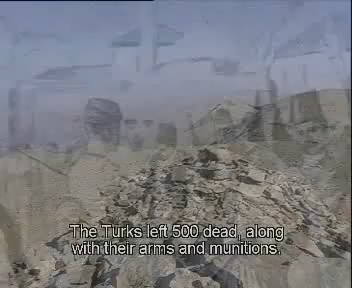 The Turks left 500 dead, along
with their arms and munitions.